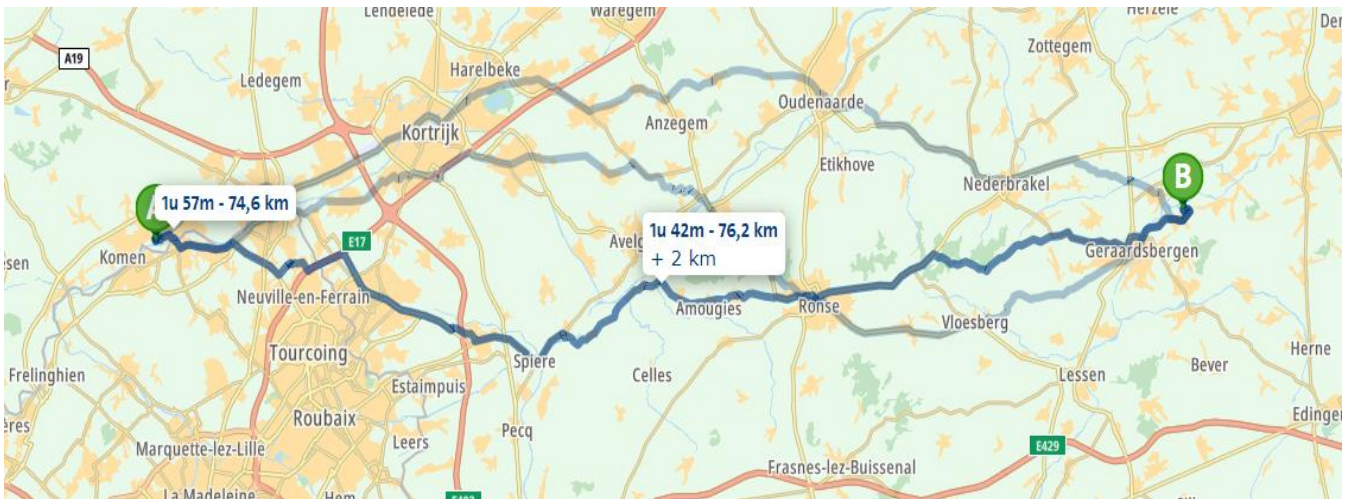 Lendelede
Waregem
Herzele
A19
Zottegem
Ledegem
Harelbeke
Oudenaarde
Anzegem
Kortrijk
Etikhove
Nederbrakel
B
1u 57m - 74,6 km
1u 42m - 76,2 km
+ 2 km
E17
Komen
Geraardsbergen
Neuville-en-Ferrain
Amougies
Ronse
Vloesberg
Tourcoing
Spiere
Herne
Frelinghien
Estaimpuis
Celles
Lessen
Bever
Roubaix
Edingen
Pecq
Marquette-lez-Lille
Leers
E429
Frasnes-lez-Buissenal
La Madeleine
Hem